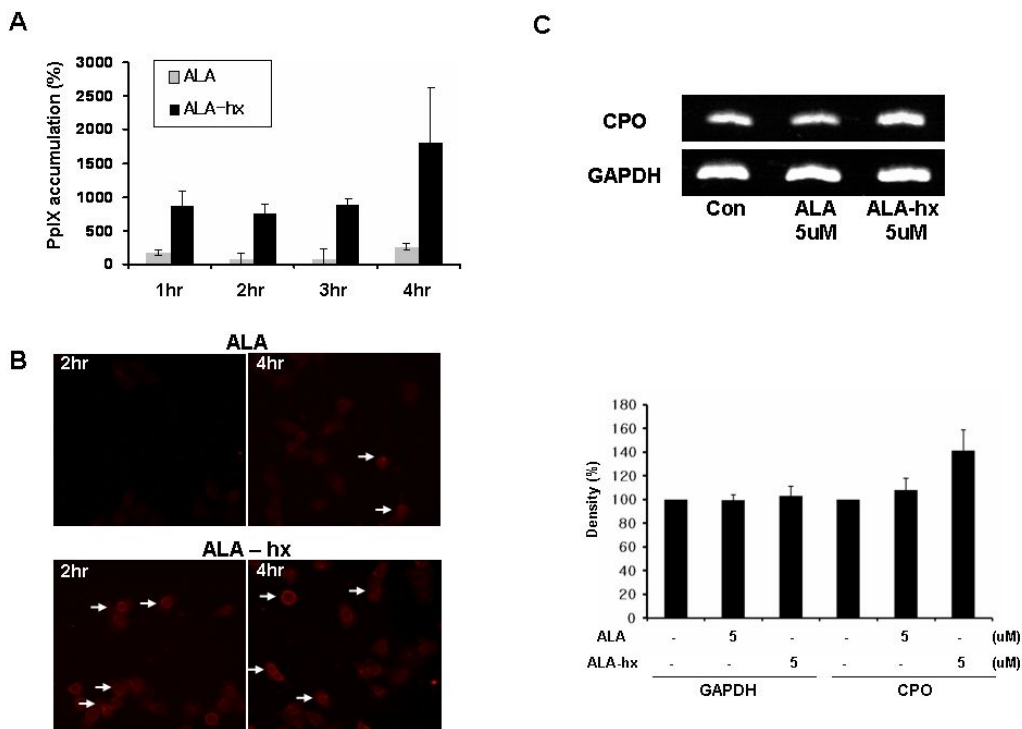 A
PpIX accumulation (%)
3000
2500
2000
1500
1000
500
0
ALA
ALA-hx
1hr 2hr 3hr 4hr
B
ALA
2hr 4hr
ALA – hx
2hr 4hr
C
CPO
GAPDH
Con ALA ALA-hx
5uM 5uM
Density (%)
180
160
140
120
100
80
60
40
20
0
ALA - 5 - - 5 - (uM)
ALA-hx - - 5 - - 5 (uM)
GAPDH CPO